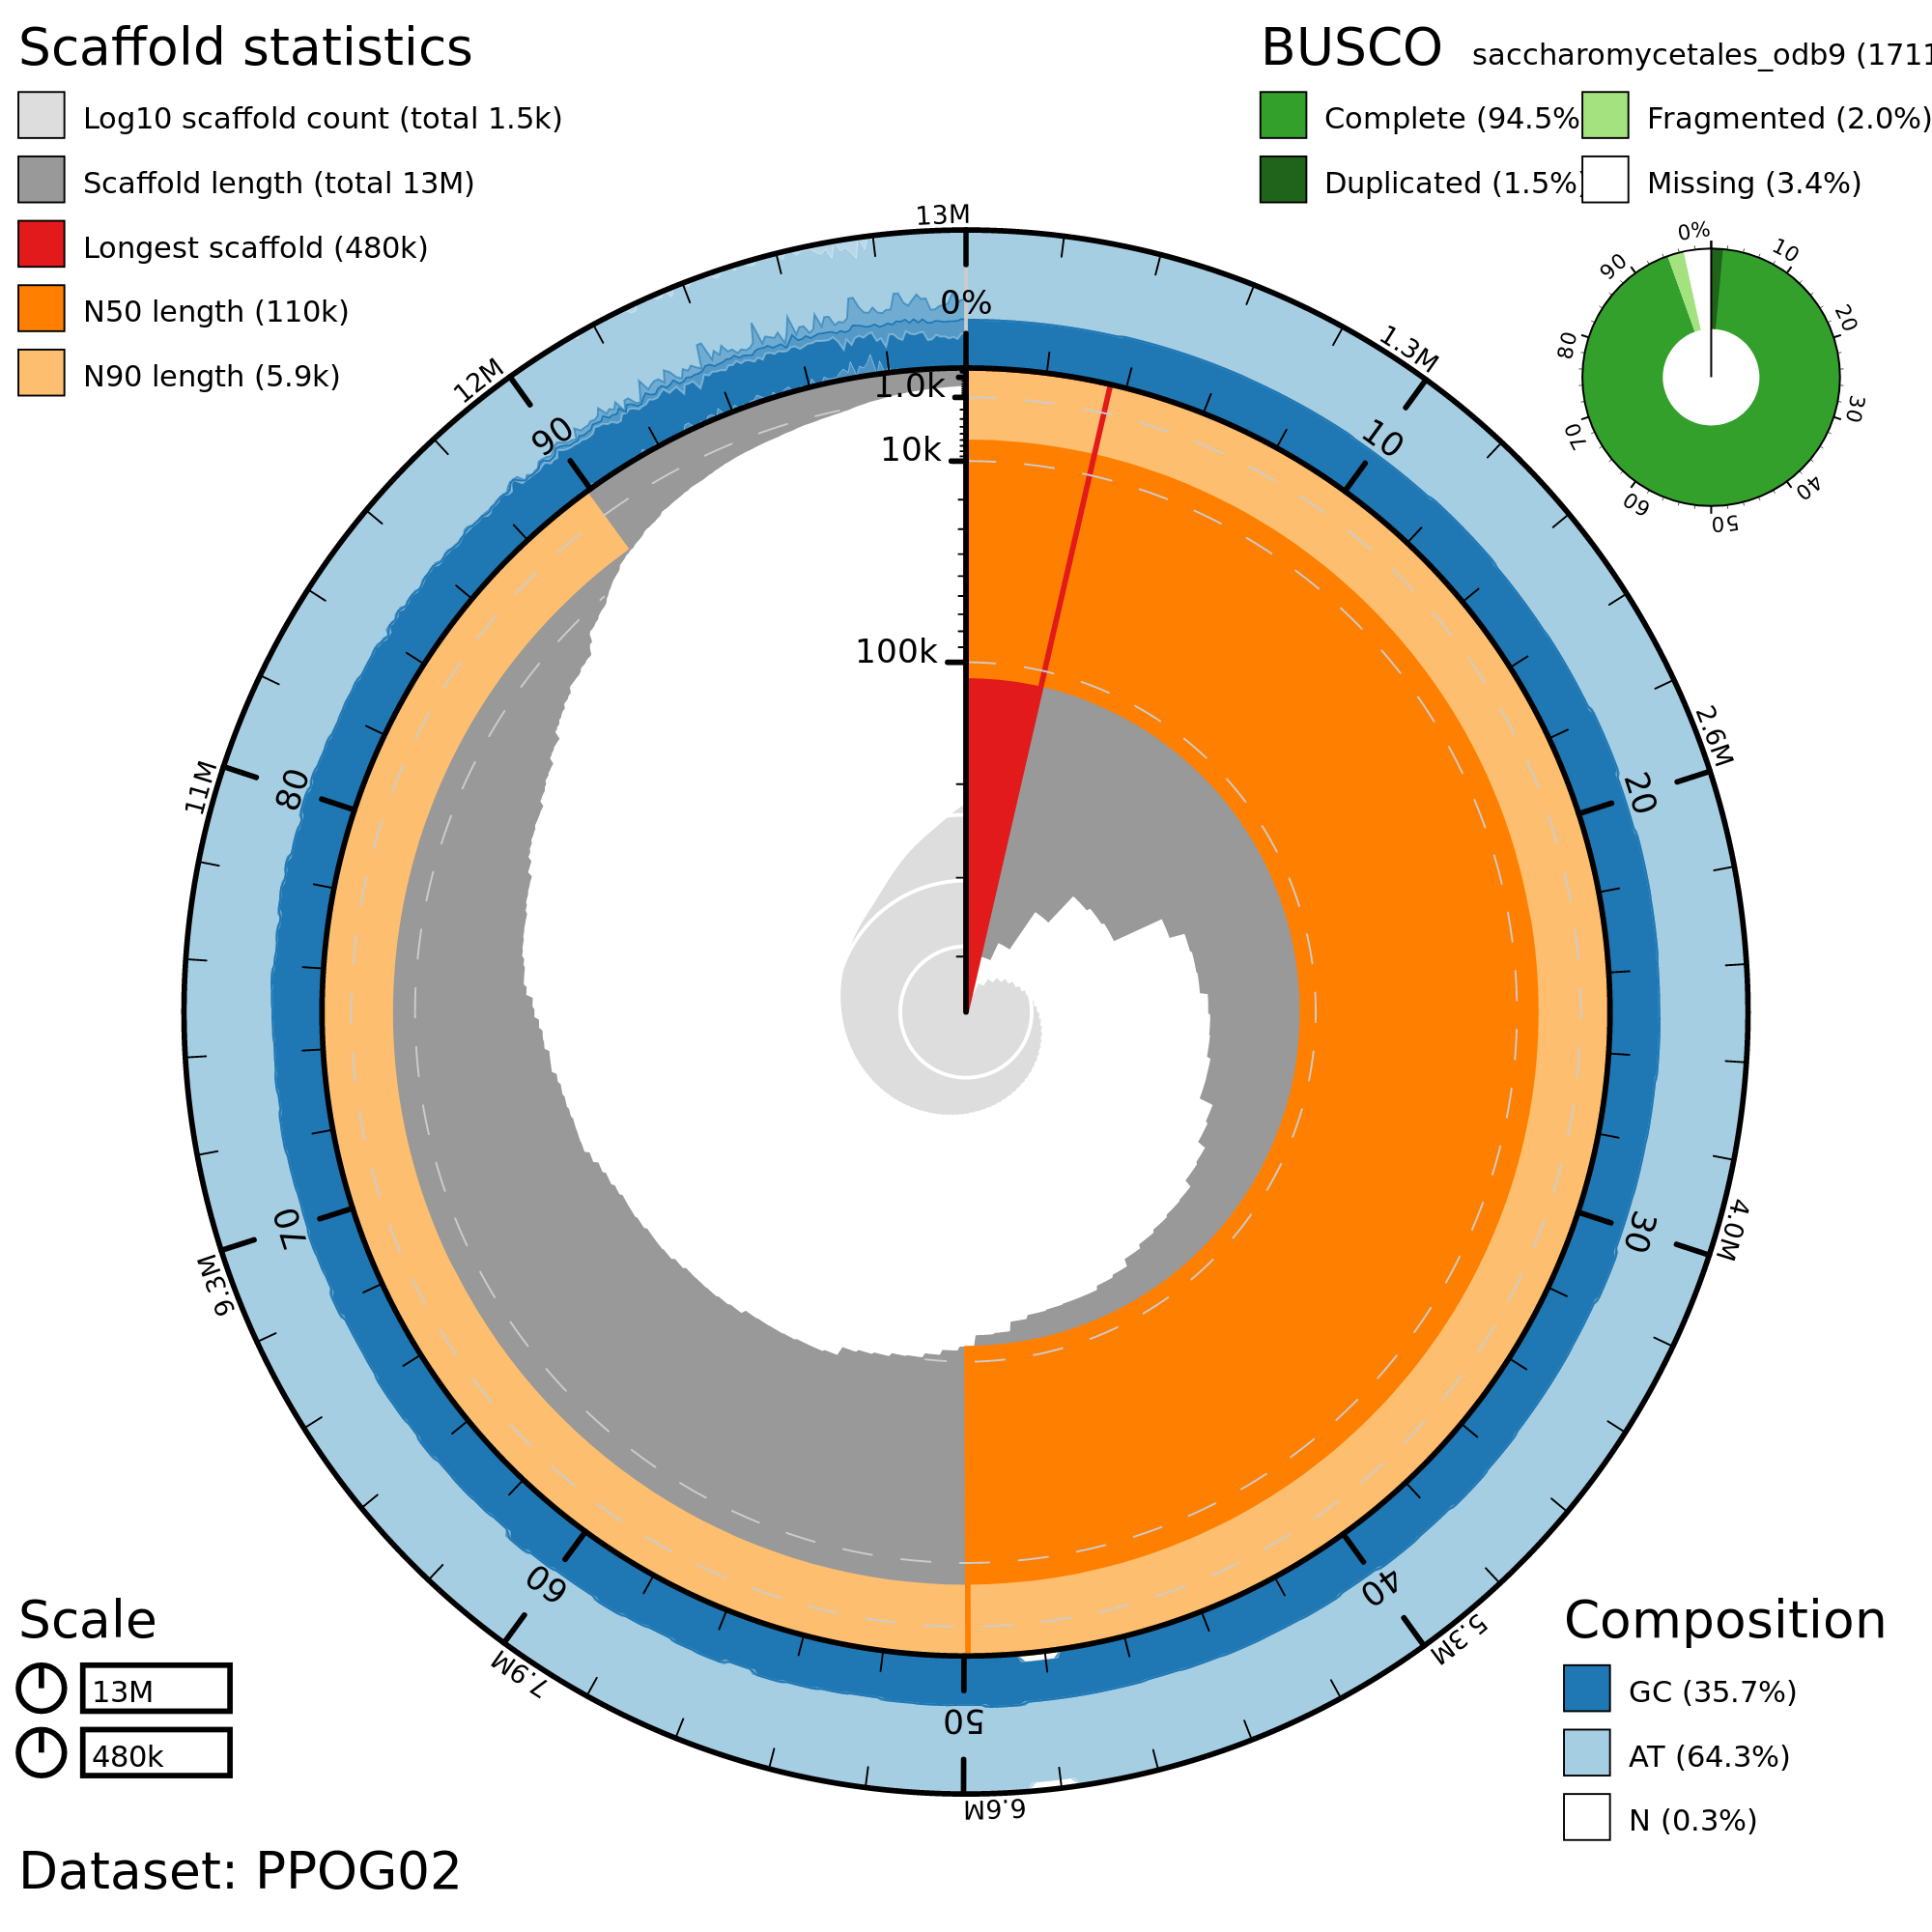 Scaffold statistics
Log10 scaffold count (total 1.5k)
Scaffold length (total 13M)
Longest scaffold (480k)
N50 length (110k)
N90 length (5.9k)
BUSCO saccharomycetales_odb9 (1711
Complete (94.5% Fragmented (2.0%)
Duplicated (1.5%) Missing (3.4%)
0%
10
20
30
40
50
60
70
80
90
13M
1.3M
2.6M
4.0M
5.3M
6.6M
7.9M
9.3M
11M
12M
0%
10
20
30
40
50
60
70
80
90
1.0k
10k
100k
Scale
13M
480k
Composition
GC (35.7%)
AT (64.3%)
N (0.3%)
Dataset: PPOG02